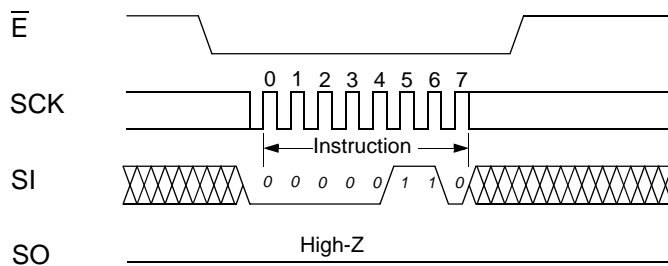 E̅
SCK
0 1 2 3 4 5 6 7
Instruction
SI
0 0 0 0 0 1 1 0
SO
High-Z